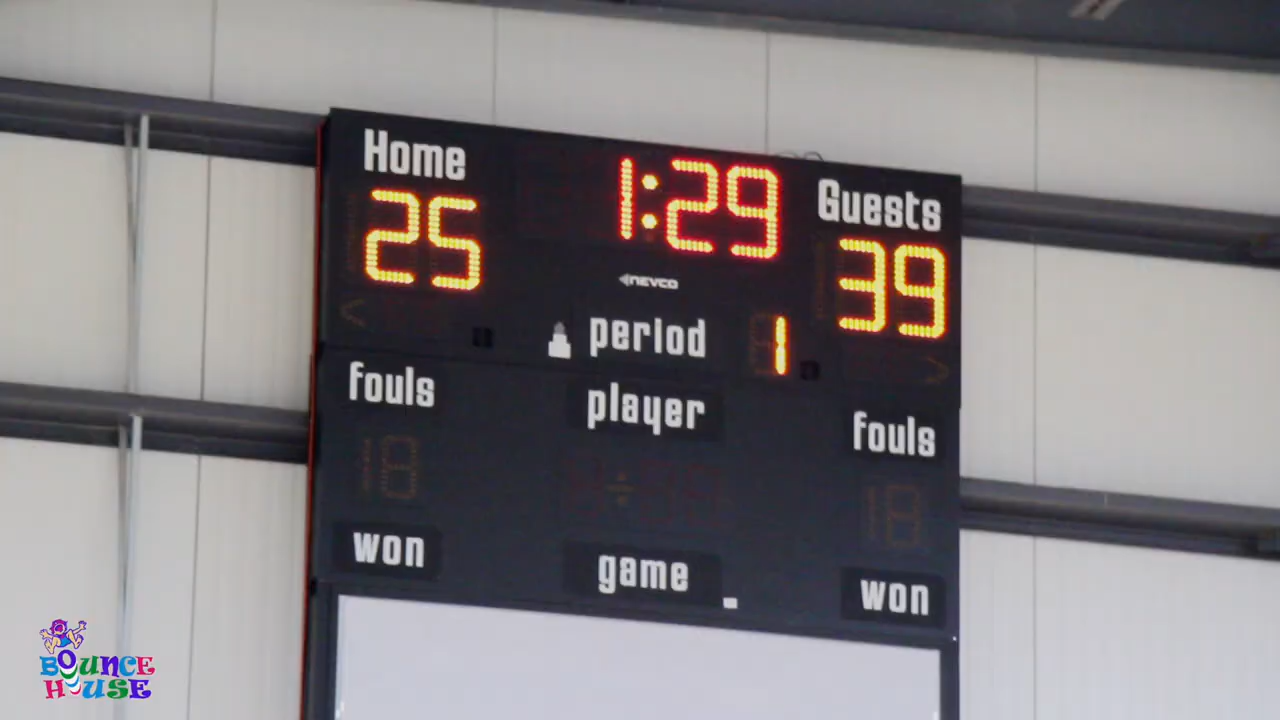 Home
1:29
Guests
25
39
NEVCO
period 1
fouls
player
fouls
won
game
won
BOUNCE
HOUSE